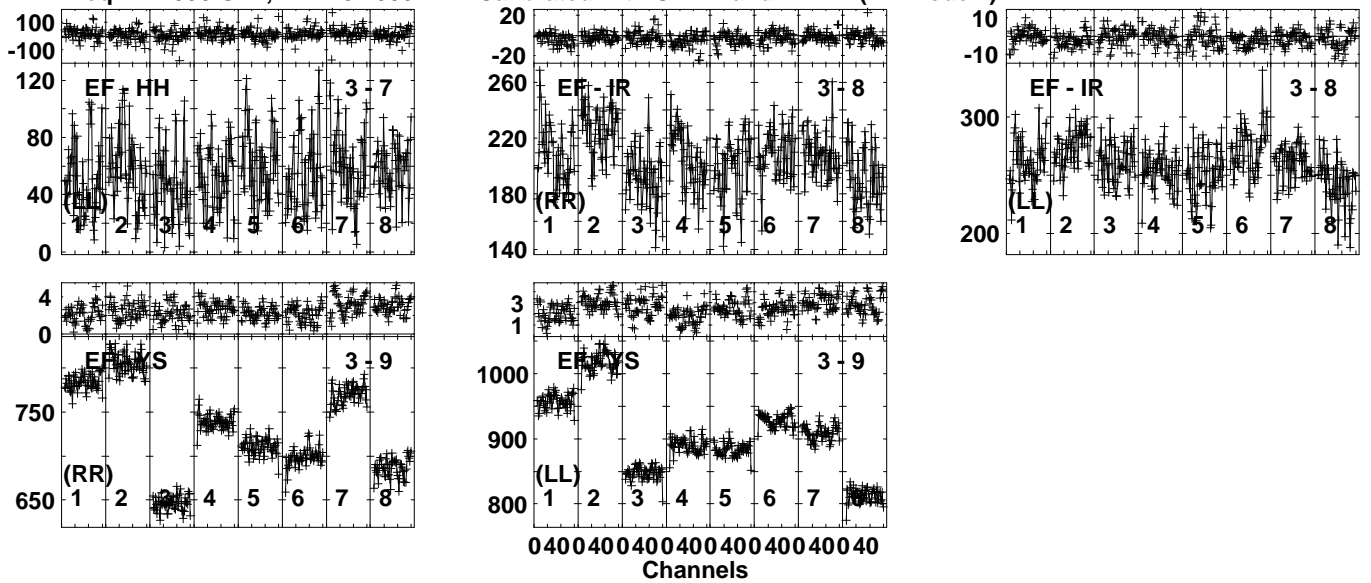 100
-100
EF - HH 3 - 7
120
80
40
0
(LL)
1 2 3 4 5 6 7 8
20
-20
EF - IR 3 - 8
260
220
180
140
(RR)
1 2 3 4 5 6 7 8
10
-10
EF - IR 3 - 8
300
200
(LL)
1 2 3 4 5 6 7 8
4
0
EF - YS 3 - 9
750
650
(RR)
1 2 3 4 5 6 7 8
3
1
EF - YS 3 - 9
1000
900
800
(LL)
1 2 3 4 5 6 7 8
0 40 0 40 0 40 0 40 0 40 0 40 0 40 0 40
Channels